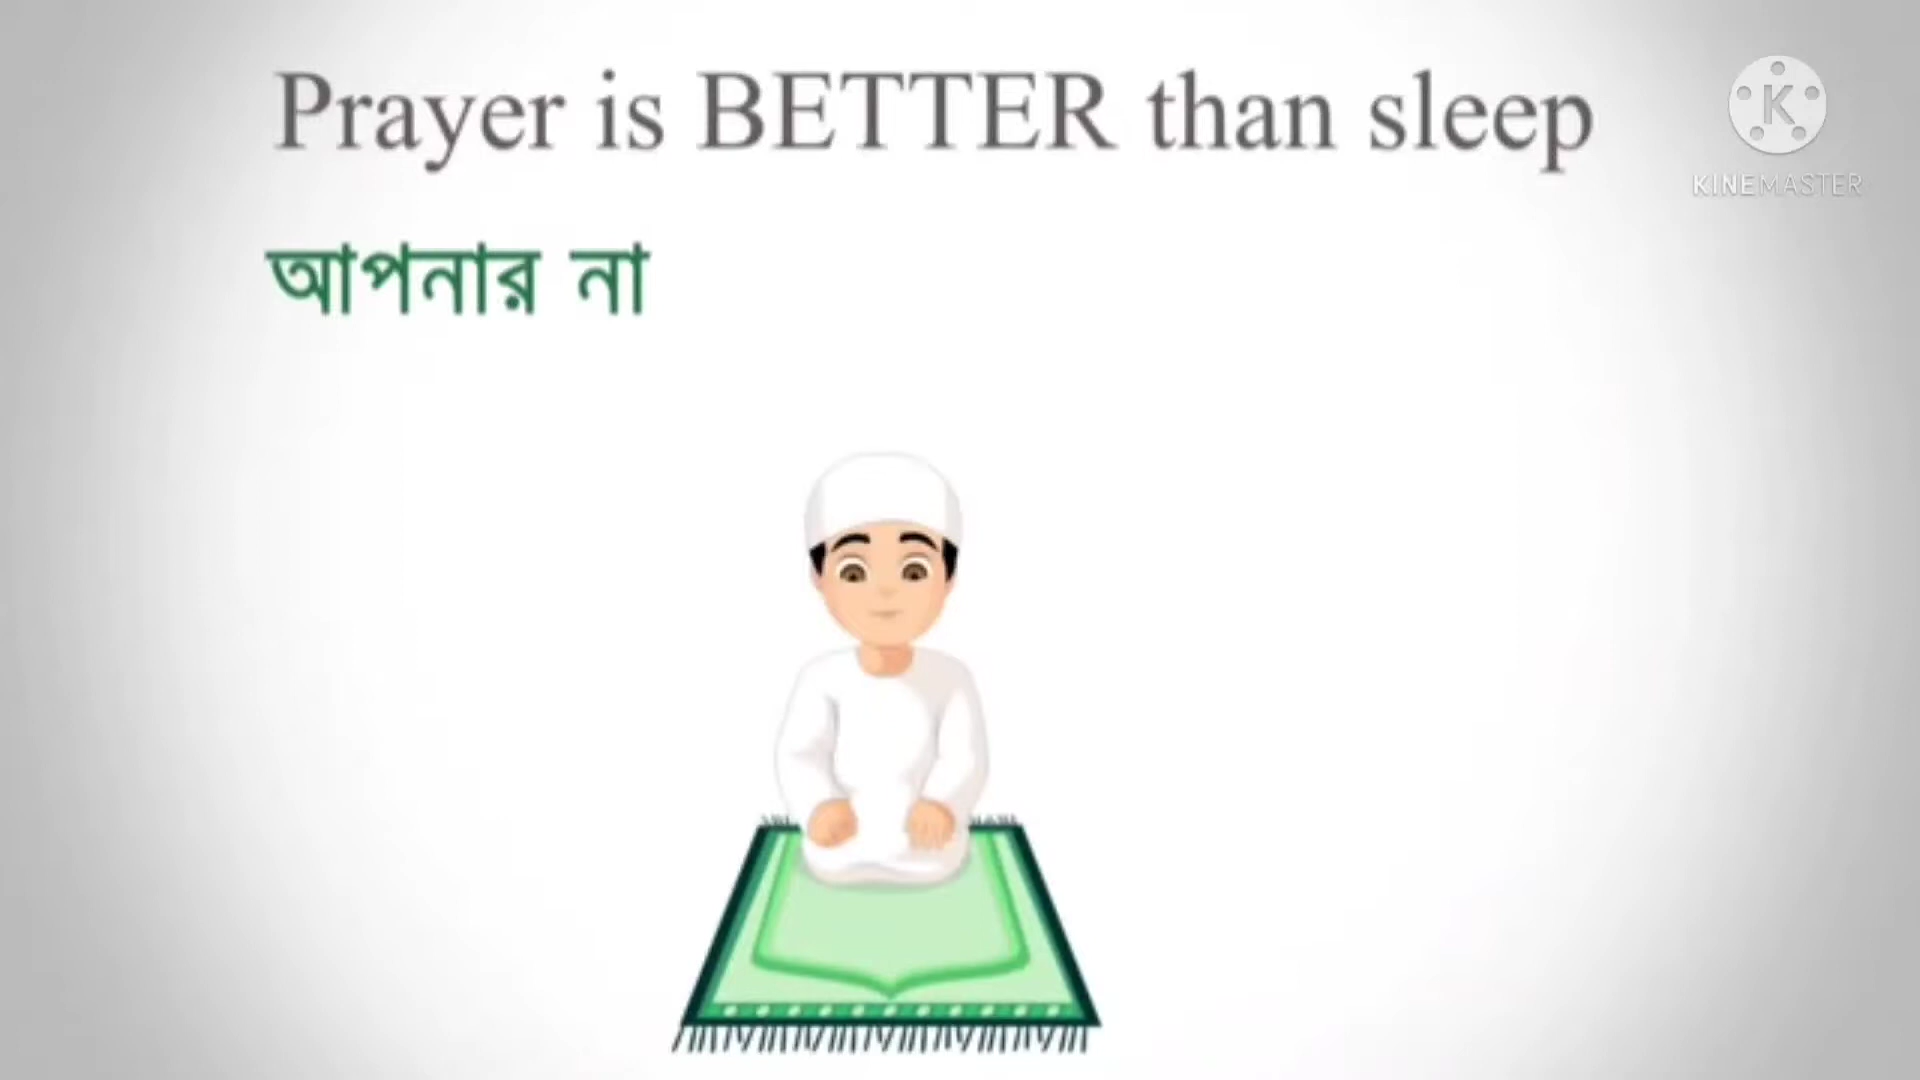 Prayer is BETTER than sleep
আপনার না
K
KINEMASTER